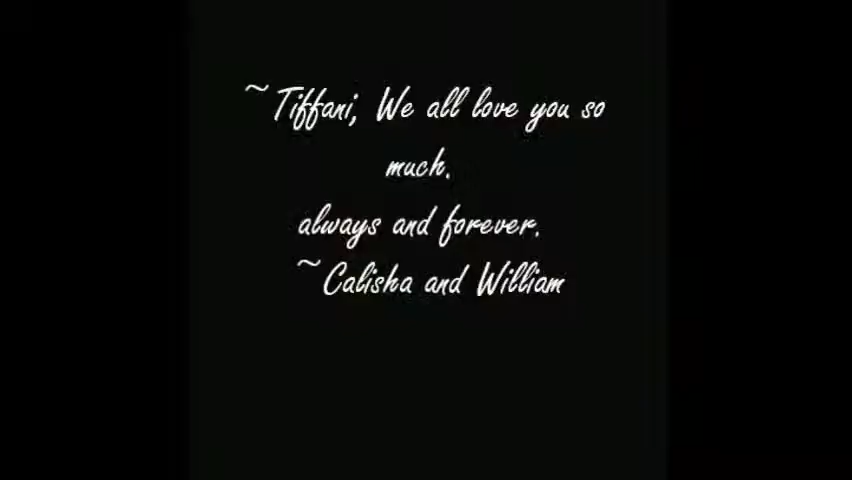 ~Tiffani, We all love you so
much.
always and forever.
~Calisha and William